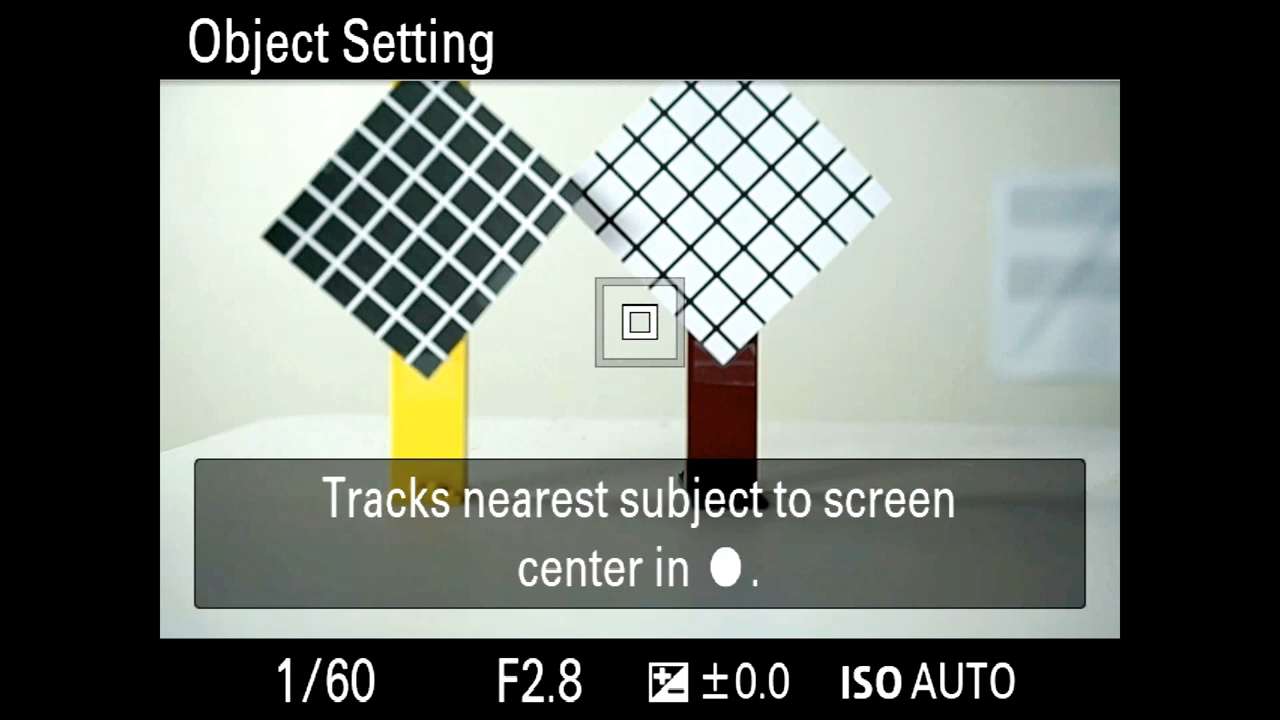 Object Setting
Tracks nearest subject to screen
center in ●.
1/60 F2.8 ±0.0 ISO AUTO